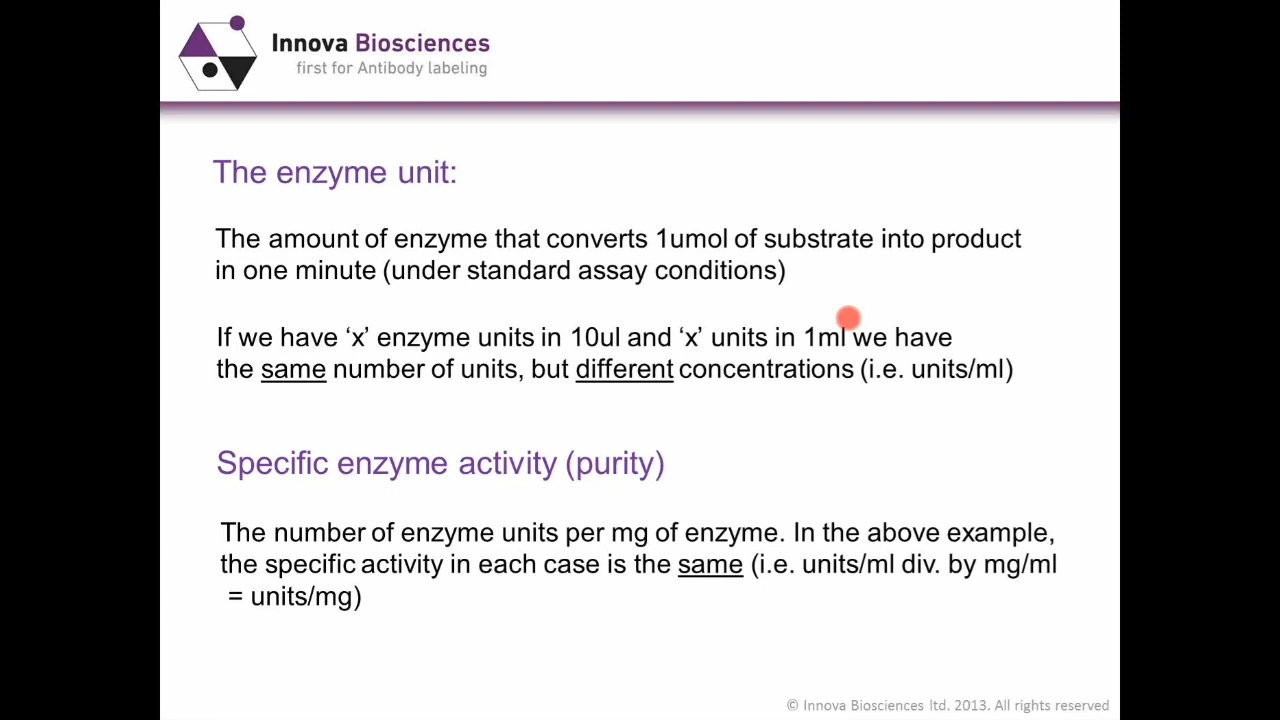 Innova Biosciences
first for Antibody labeling
The enzyme unit:
The amount of enzyme that converts 1umol of substrate into product
in one minute (under standard assay conditions)
If we have ‘x’ enzyme units in 10ul and ‘x’ units in 1ml we have
the same number of units, but different concentrations (i.e. units/ml)
Specific enzyme activity (purity)
The number of enzyme units per mg of enzyme. In the above example,
the specific activity in each case is the same (i.e. units/ml div. by mg/ml
= units/mg)
© Innova Biosciences ltd. 2013. All rights reserved